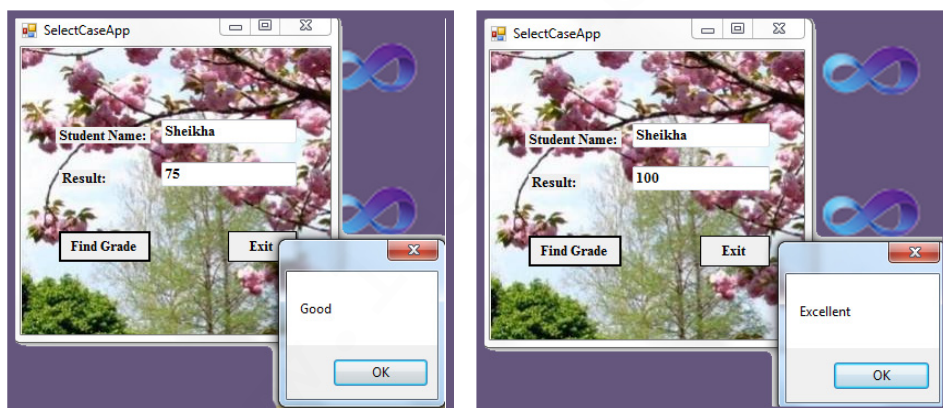 SelectCaseApp
Student Name: Sheikha
Result: 75
Find Grade Exit
Good
OK
SelectCaseApp
Student Name: Sheikha
Result: 100
Find Grade Exit
Excellent
OK